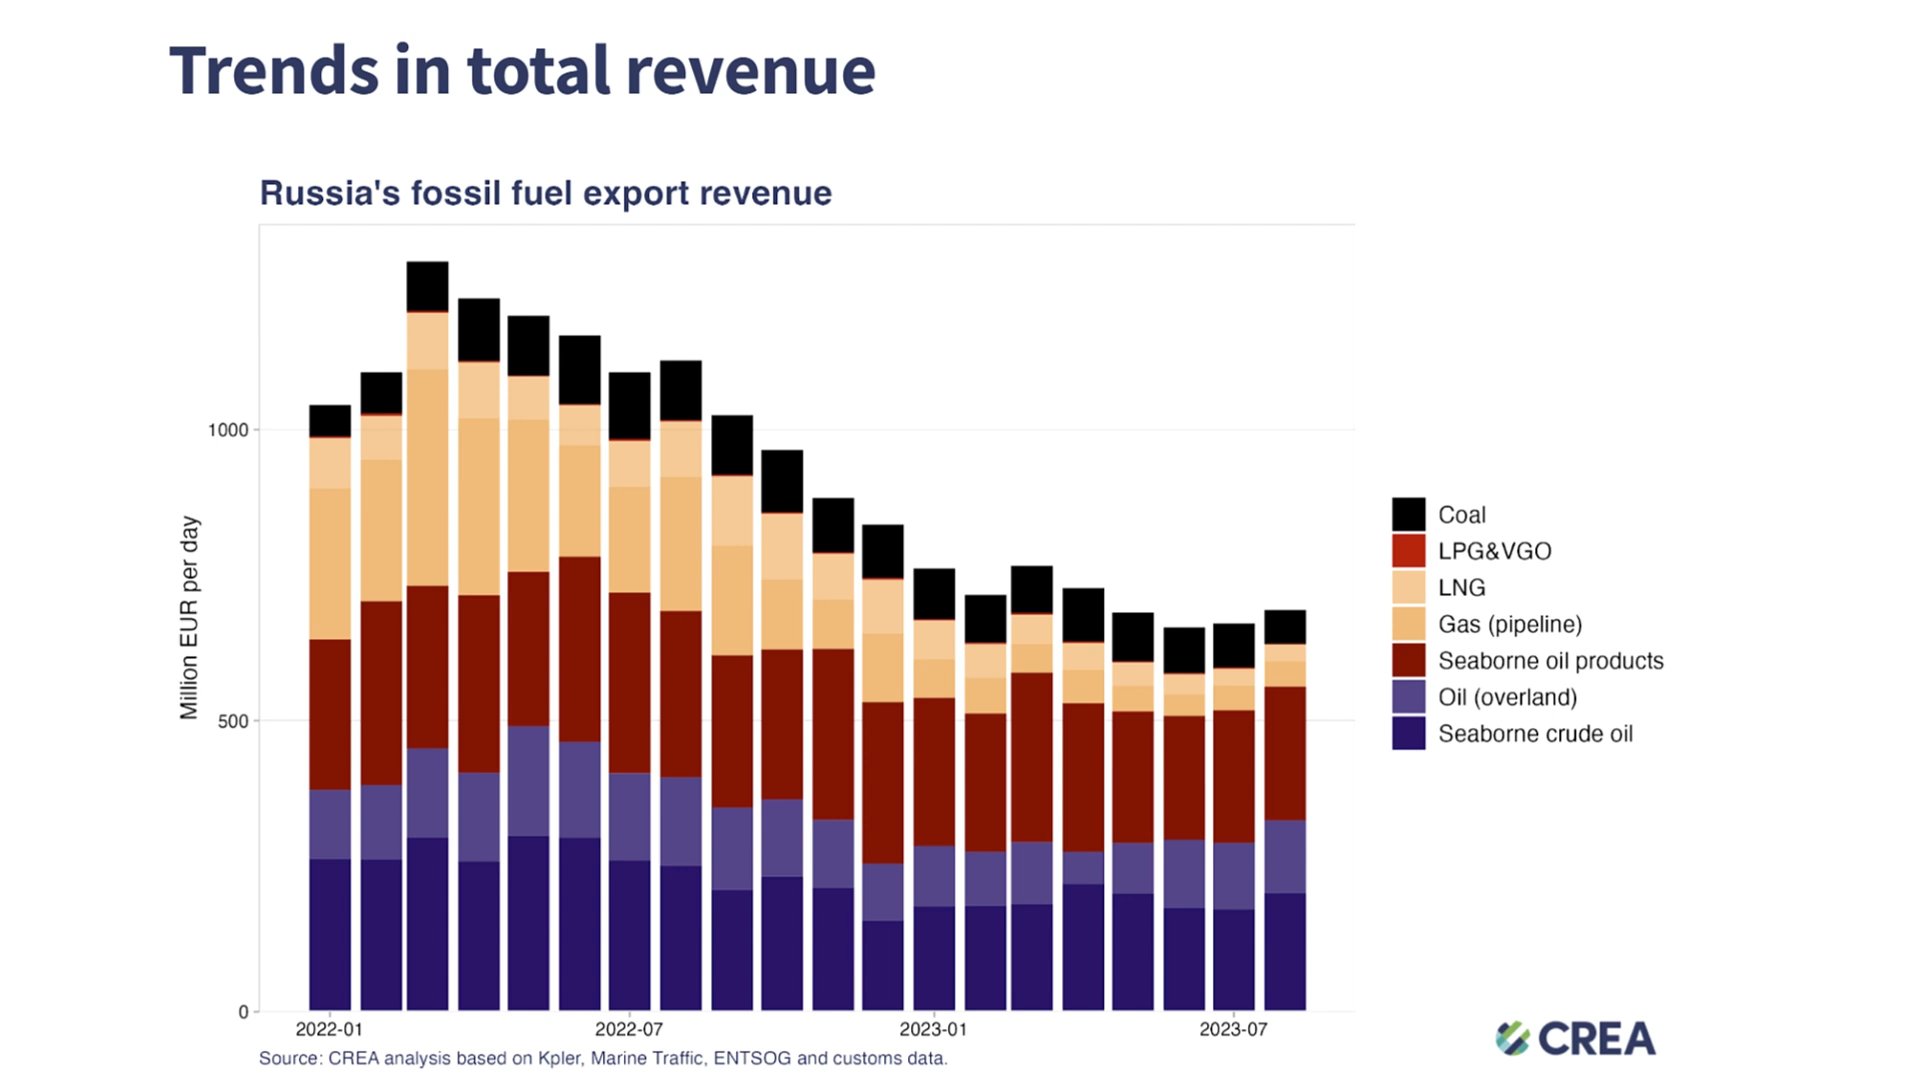 Trends in total revenue
Russia's fossil fuel export revenue
Million EUR per day
1000
500
0
2022-01
2022-07
2023-01
2023-07
Coal
LPG&VGO
LNG
Gas (pipeline)
Seaborne oil products
Oil (overland)
Seaborne crude oil
Source: CREA analysis based on Kpler, Marine Traffic, ENTSOG and customs data.
CREA